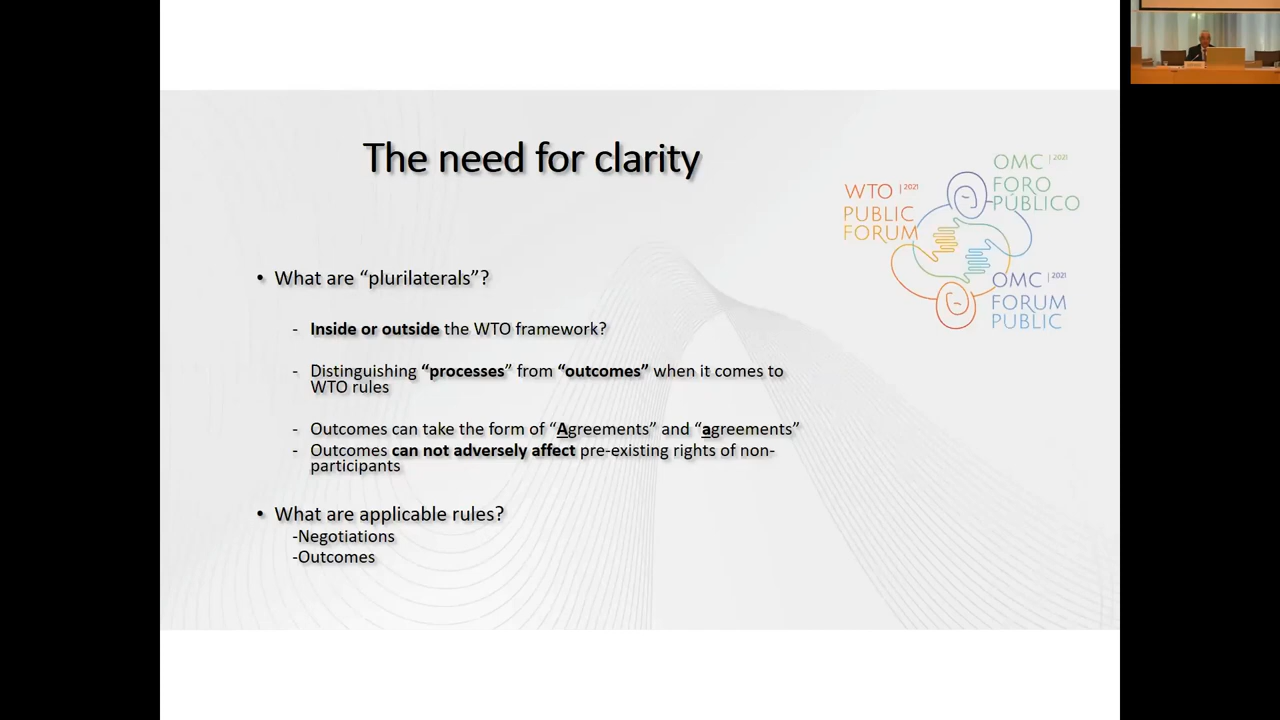 The need for clarity
OMC | 2021
FORO
PÚBLICO
WTO | 2021
PUBLIC
FORUM
OMC | 2021
FORUM
PUBLIC
• What are “plurilaterals”?
- Inside or outside the WTO framework?
- Distinguishing “processes” from “outcomes” when it comes to
WTO rules
- Outcomes can take the form of “Agreements” and “agreements”
- Outcomes can not adversely affect pre-existing rights of non-
participants
• What are applicable rules?
-Negotiations
-Outcomes